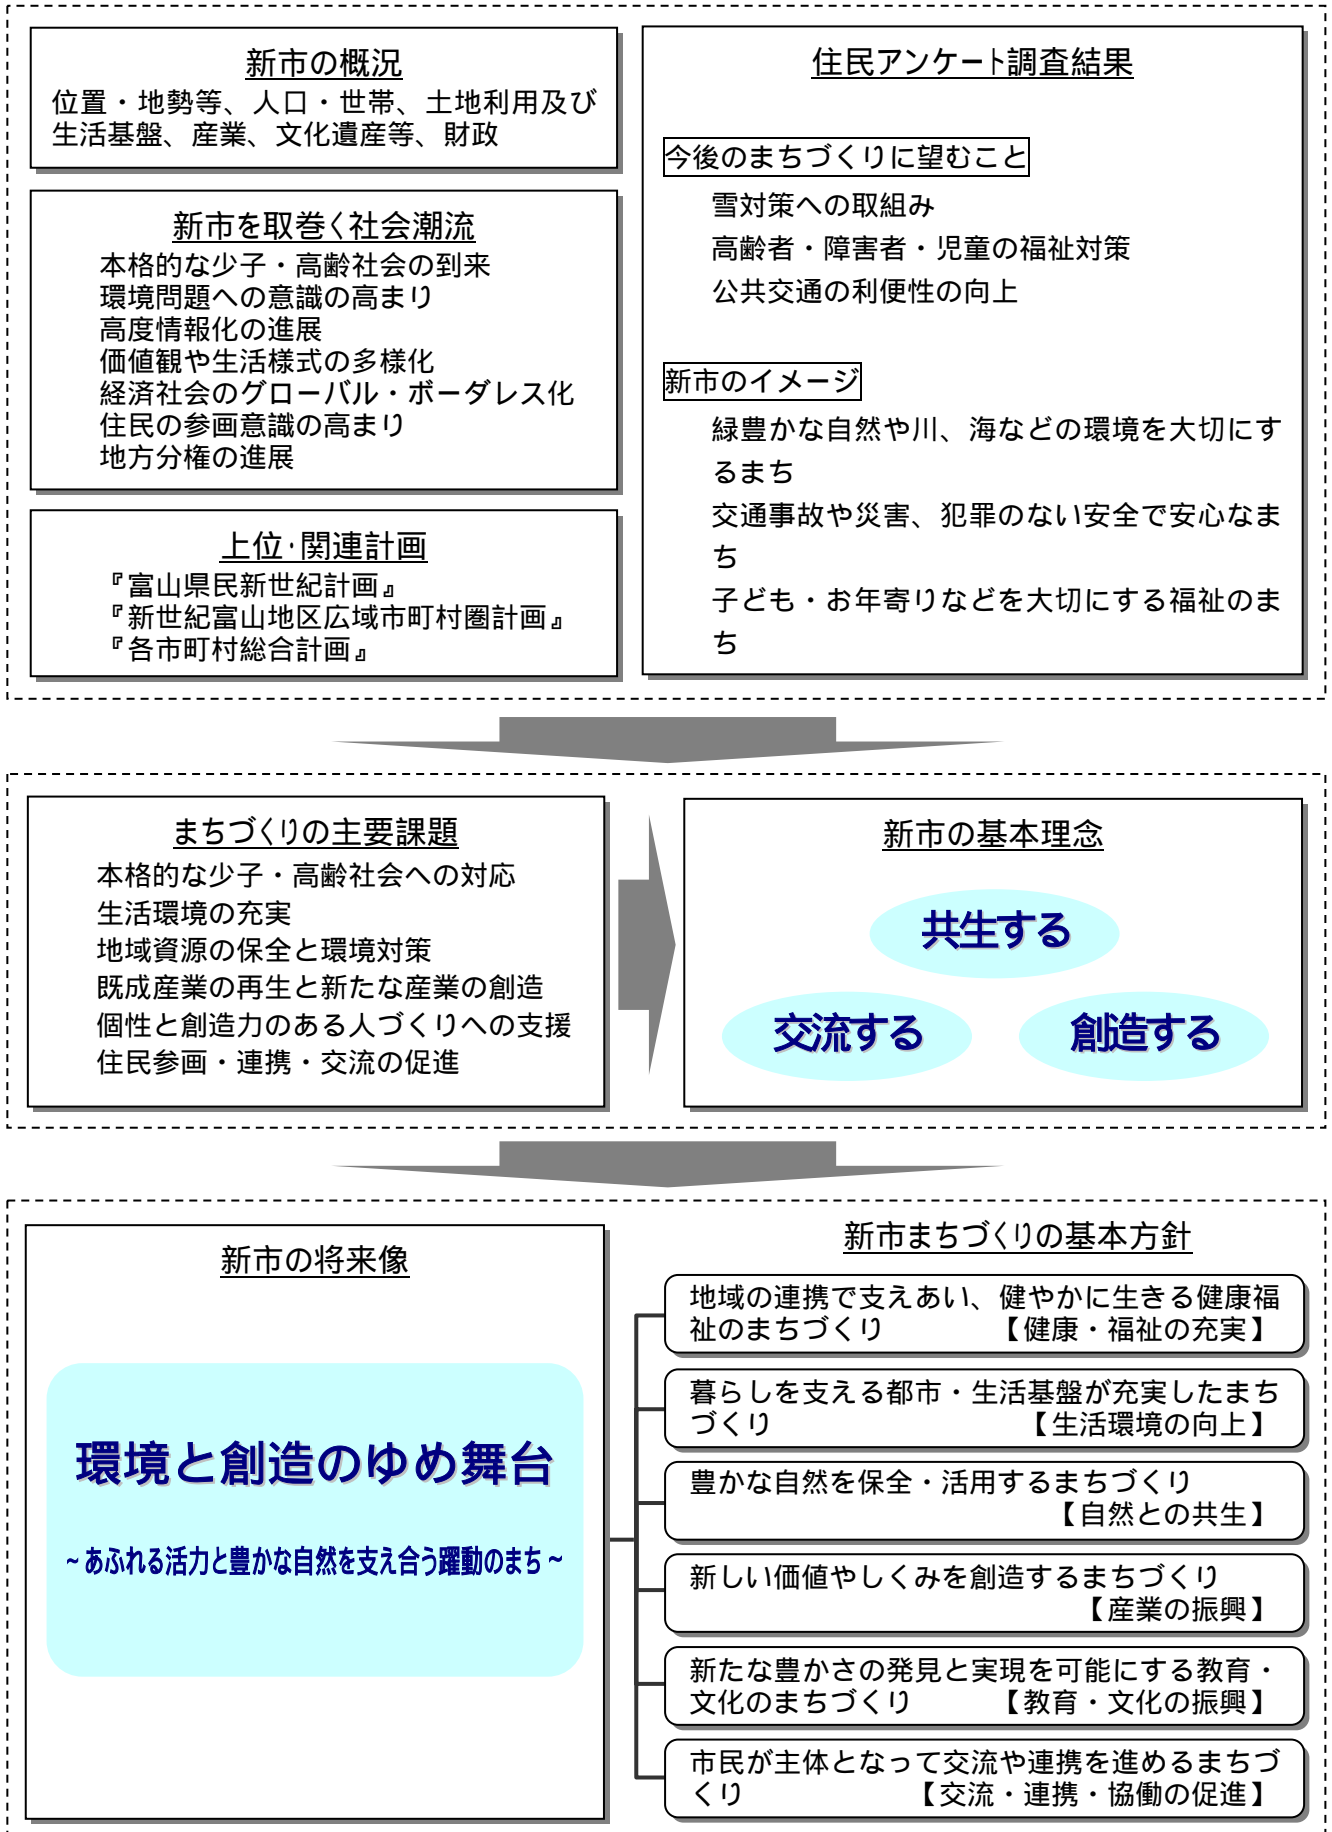 新市の概況
位置・地勢等、人口・世帯、土地利用及び
生活基盤、産業、文化遺産等、財政
新市を取巻く社会潮流
本格的な少子・高齢社会の到来
環境問題への意識の高まり
高度情報化の進展
価値観や生活様式の多様化
経済社会のグローバル・ボーダレス化
住民の参画意識の高まり
地方分権の進展
上位・関連計画
『富山県民新世紀計画』
『新世紀富山地区広域市町村圏計画』
『各市町村総合計画』
住民アンケート調査結果
今後のまちづくりに望むこと
雪対策への取組み
高齢者・障害者・児童の福祉対策
公共交通の利便性の向上
新市のイメージ
緑豊かな自然や川、海などの環境を大切にす
るまち
交通事故や災害、犯罪のない安全で安心なま
ち
子ども・お年寄りなどを大切にする福祉のま
ち
まちづくりの主要課題
本格的な少子・高齢社会への対応
生活環境の充実
地域資源の保全と環境対策
既成産業の再生と新たな産業の創造
個性と創造力のある人づくりへの支援
住民参画・連携・交流の促進
新市の基本理念
共生する
交流する
創造する
新市の将来像
環境と創造のゆめ舞台
~あふれる活力と豊かな自然を支え合う躍動のまち~
新市まちづくりの基本方針
地域の連携で支えあい、健やかに生きる健康福
祉のまちづくり 【健康・福祉の充実】
暮らしを支える都市・生活基盤が充実したまち
づくり 【生活環境の向上】
豊かな自然を保全・活用するまちづくり
【自然との共生】
新しい価値やしくみを創造するまちづくり
【産業の振興】
新たな豊かさの発見と実現を可能にする教育・
文化のまちづくり 【教育・文化の振興】
市民が主体となって交流や連携を進めるまちづ
くり 【交流・連携・協働の促進】